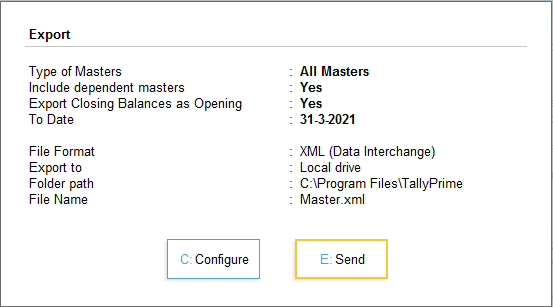 Export
Type of Masters : All Masters
Include dependent masters : Yes
Export Closing Balances as Opening : Yes
To Date : 31-3-2021
File Format : XML (Data Interchange)
Export to : Local drive
Folder path : C:\Program Files\TallyPrime
File Name : Master.xml
C: Configure E: Send